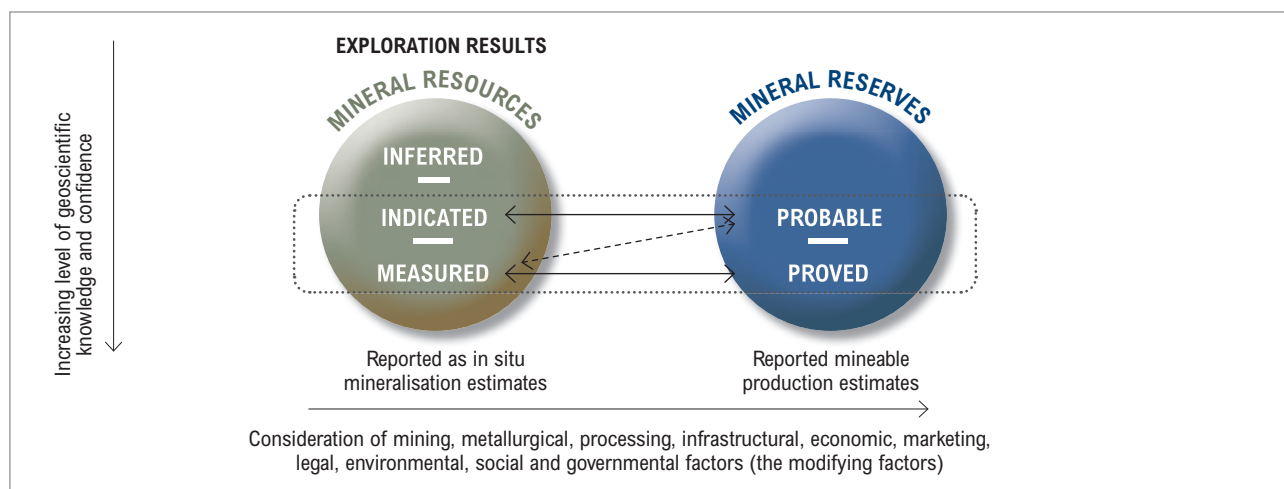 Increasing level of geoscientific
knowledge and confidence
EXPLORATION RESULTS
MINERAL RESOURCES
INFERRED
INDICATED
MEASURED
Reported as in situ
mineralisation estimates
MINERAL RESERVES
PROBABLE
PROVED
Reported mineable
production estimates
Consideration of mining, metallurgical, processing, infrastructural, economic, marketing,
legal, environmental, social and governmental factors (the modifying factors)